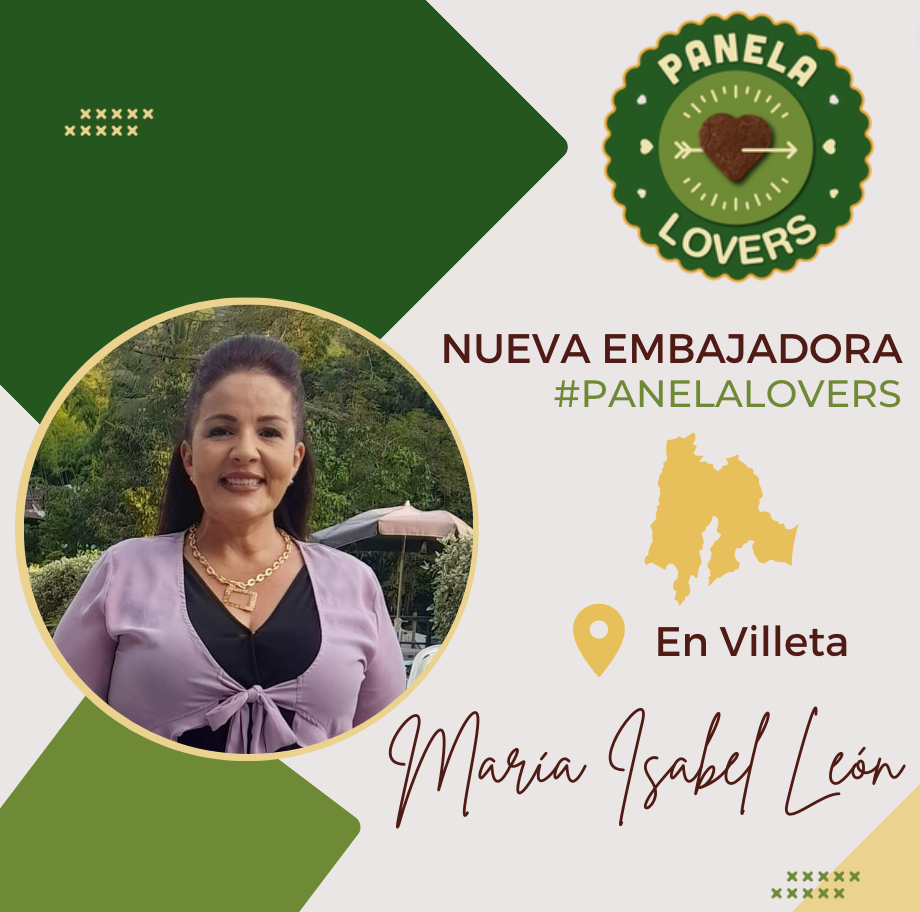 PANELA
LOVERS
NUEVA EMBAJADORA
#PANELALOVERS
En Villeta
María Isabel León